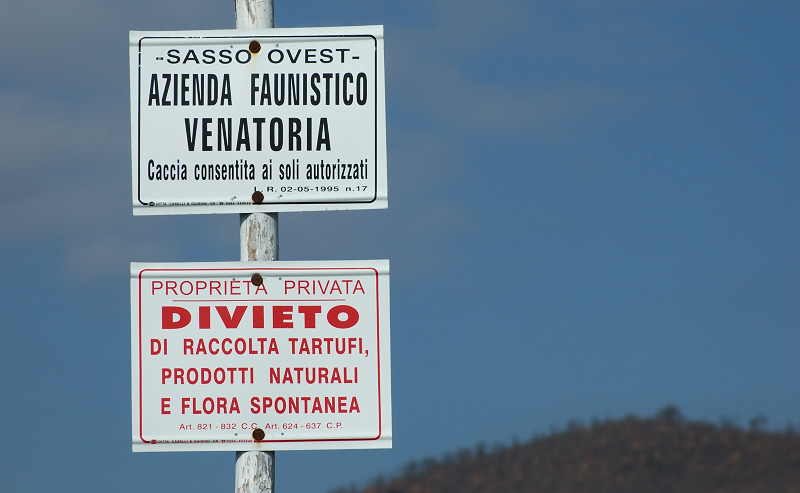 -SASSO OVEST-
AZIENDA FAUNISTICO
VENATORIA
Caccia consentita ai soli autorizzati
L. R. 02-05-1995 n.17
PROPRIETÀ PRIVATA
DIVIETO
DI RACCOLTA TARTUFI,
PRODOTTI NATURALI
E FLORA SPONTANEA
Art. 821 - 832 C.C. Art. 624 - 637 C.P.